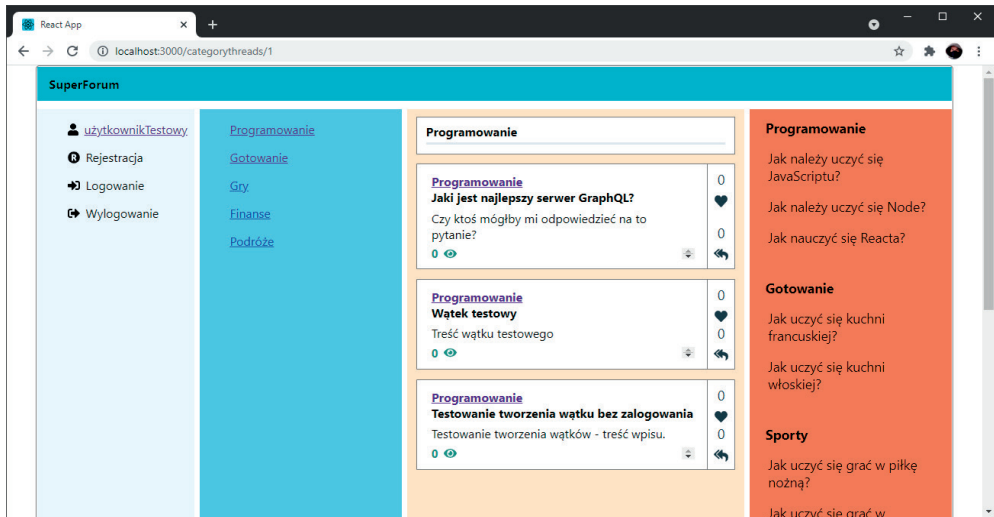 React App
localhost:3000/categorythreads/1
SuperForum
użytkownikTestowy
Rejestracja
Logowanie
Wylogowanie
Programowanie
Gotowanie
Gry
Finanse
Podróże
Programowanie
Programowanie
Jaki jest najlepszy serwer GraphQL?
Czy ktoś mógłby mi odpowiedzieć na to
pytanie?
0
0
0
Programowanie
Wątek testowy
Treść wątku testowego
0
0
0
Programowanie
Testowanie tworzenia wątku bez zalogowania
Testowanie tworzenia wątków - treść wpisu.
0
0
0
Programowanie
Jak należy uczyć się
JavaScriptu?
Jak należy uczyć się Node?
Jak nauczyć się Reacta?
Gotowanie
Jak uczyć się kuchni
francuskiej?
Jak uczyć się kuchni
włoskiej?
Sporty
Jak uczyć się grać w piłkę
nożną?
Jak uczyć się grać w